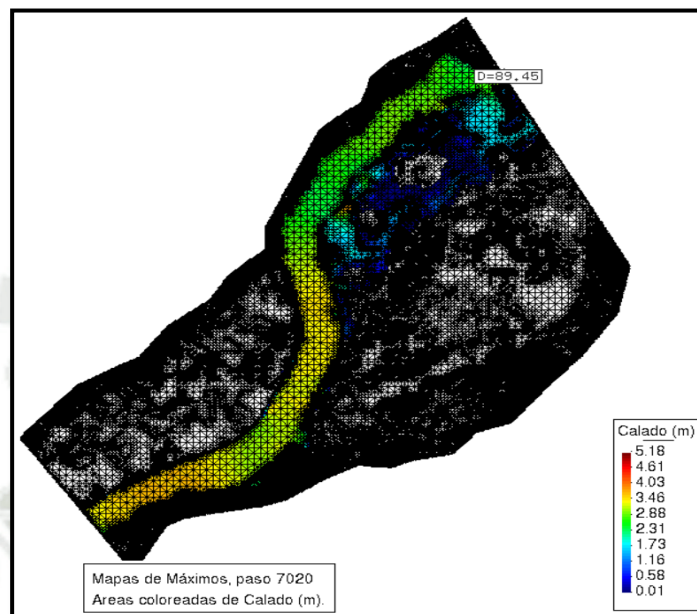 D=89.45
Calado (m)
5.18
4.61
4.03
3.46
2.88
2.31
1.73
1.16
0.58
0.01
Mapas de Máximos, paso 7020
Areas coloreadas de Calado (m).